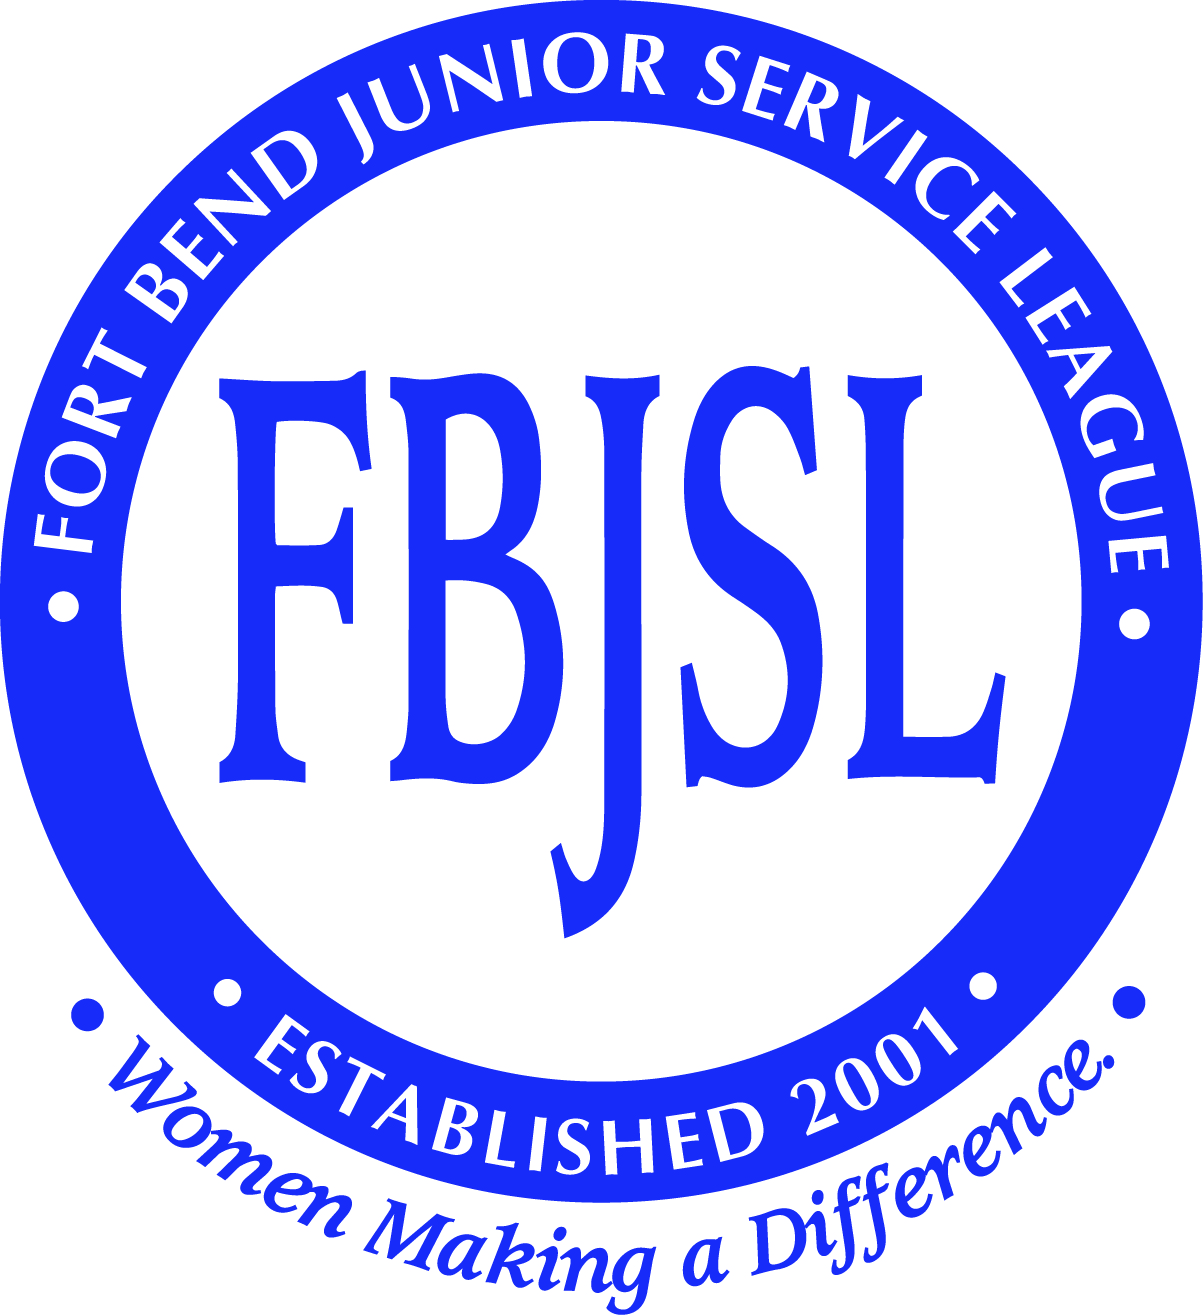 • FORT BEND JUNIOR SERVICE LEAGUE •
FBJSL
• ESTABLISHED 2001 •
• Women Making a Difference. •